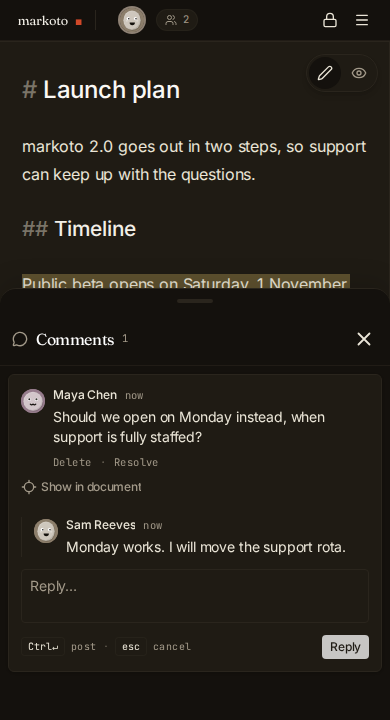 markoto
2
# Launch plan
markoto 2.0 goes out in two steps, so support
can keep up with the questions.
## Timeline
Public beta opens on Saturday, 1 November.
Comments 1
Maya Chen now
Should we open on Monday instead, when
support is fully staffed?
Delete · Resolve
Show in document
Sam Reeves now
Monday works. I will move the support rota.
Reply...
Ctrl↵ post · esc cancel
Reply